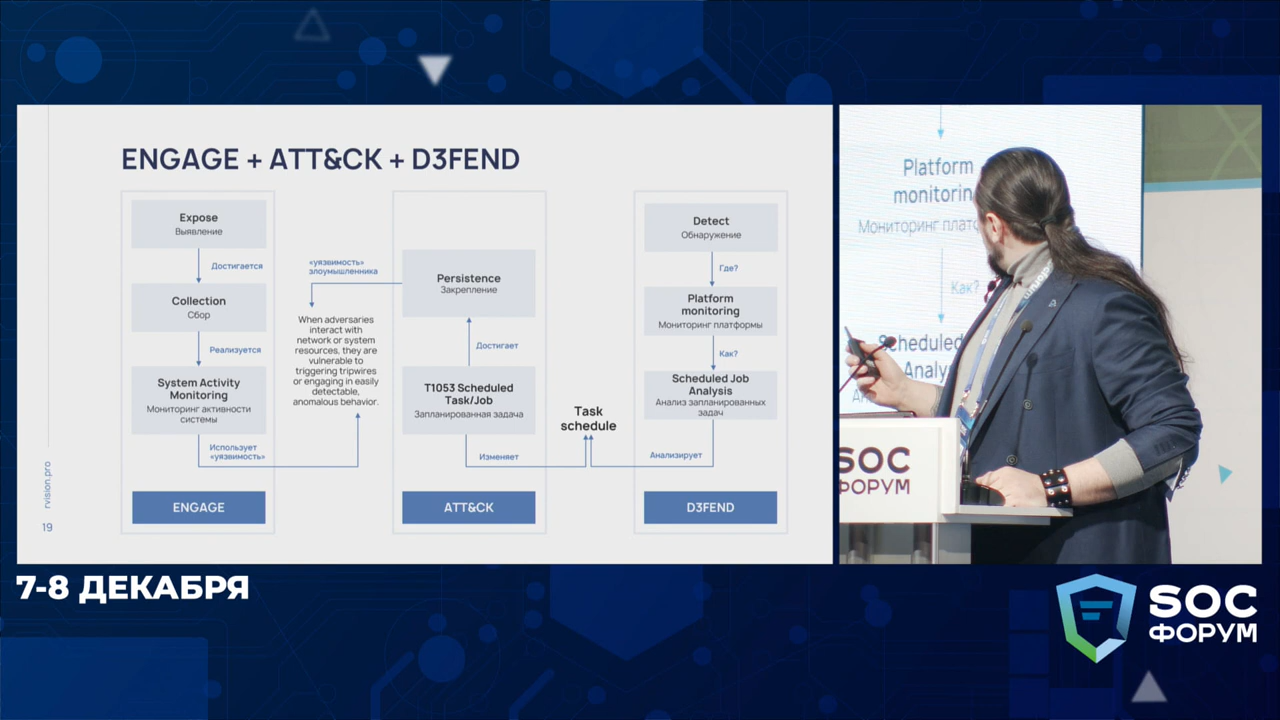 ENGAGE + ATT&CK + D3FEND
Expose
Выявление
Достигается
Collection
Сбор
Реализуется
System Activity
Monitoring
Мониторинг активности
системы
Использует
«уязвимость»
ENGAGE
«уязвимость»
злоумышленника
When adversaries
interact with
network or system
resources, they are
vulnerable to
triggering tripwires
or engaging in easily
detectable,
anomalous behavior.
Persistence
Закрепление
Достигает
T1053 Scheduled
Task/Job
Запланированная задача
Изменяет
ATT&CK
Task
schedule
Detect
Обнаружение
Где?
Platform
monitoring
Мониторинг платформы
Как?
Scheduled Job
Analysis
Анализ запланированных
задач
Анализирует
D3FEND
rvision.pro
19
Platform
monitoring
Мониторинг
Как?
Scheduled
SOC
ФОРУМ
7-8 ДЕКАБРЯ
SOC
ФОРУМ